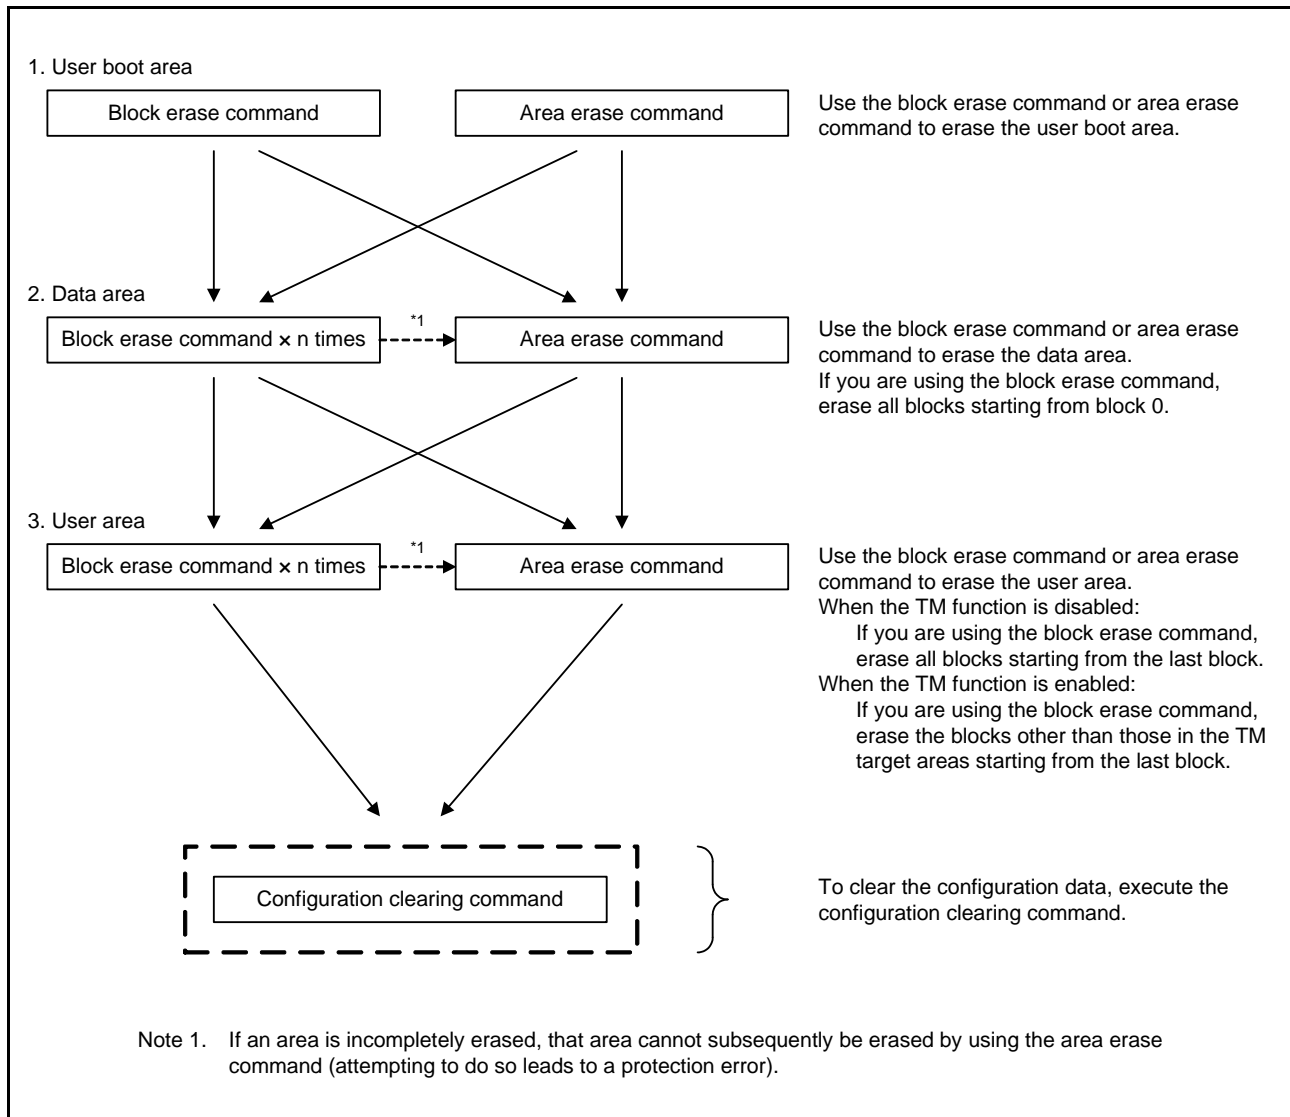 1. User boot area
Block erase command
Area erase command
Use the block erase command or area erase
command to erase the user boot area.
2. Data area
Block erase command × n times
*1
Area erase command
Use the block erase command or area erase
command to erase the data area.
If you are using the block erase command,
erase all blocks starting from block 0.
3. User area
Block erase command × n times
*1
Area erase command
Use the block erase command or area erase
command to erase the user area.
When the TM function is disabled:
If you are using the block erase command,
erase all blocks starting from the last block.
When the TM function is enabled:
If you are using the block erase command,
erase the blocks other than those in the TM
target areas starting from the last block.
Configuration clearing command
To clear the configuration data, execute the
configuration clearing command.
Note 1. If an area is incompletely erased, that area cannot subsequently be erased by using the area erase
command (attempting to do so leads to a protection error).